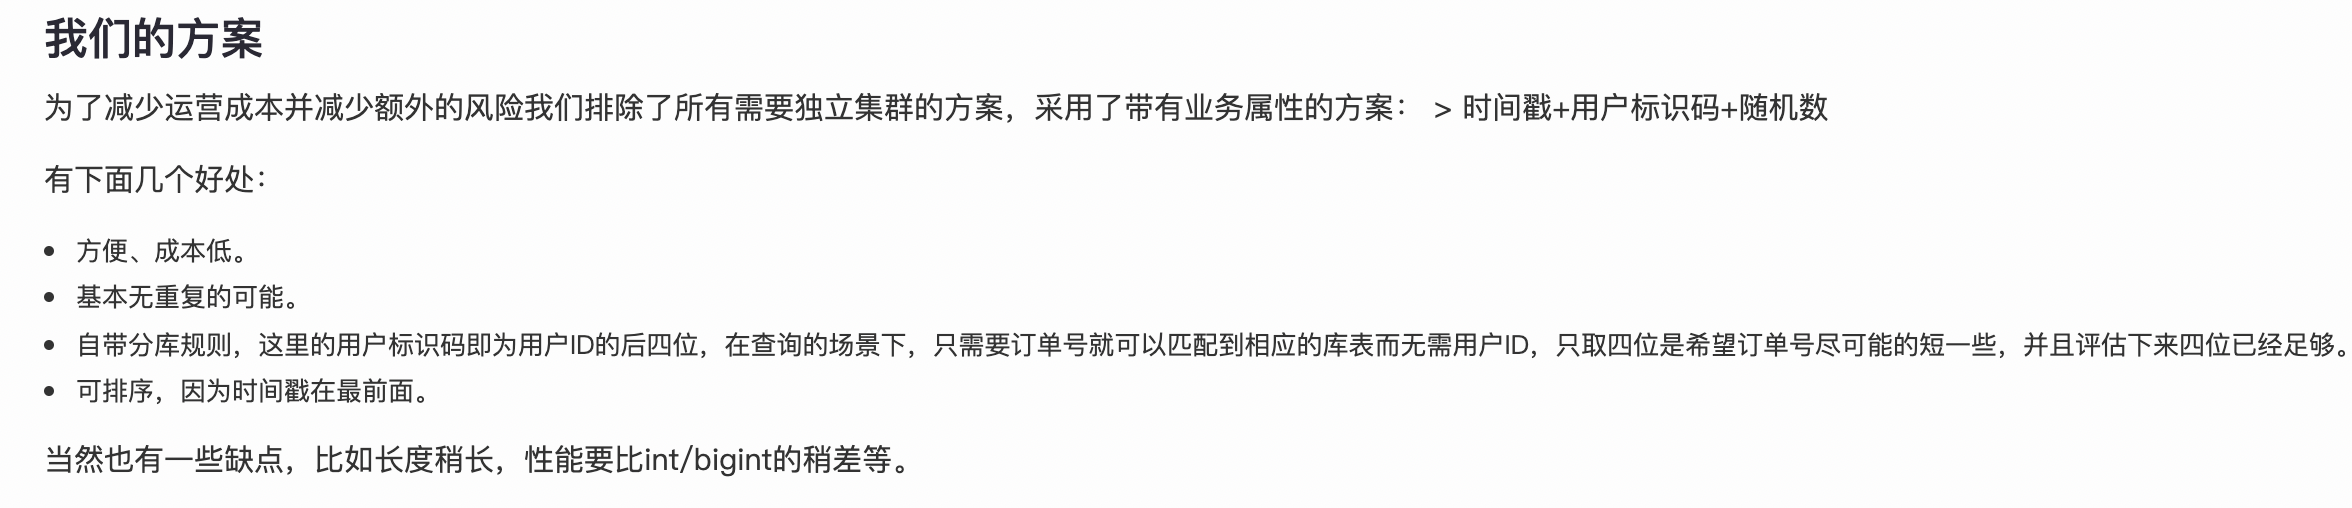 我们的方案
为了减少运营成本并减少额外的风险我们排除了所有需要独立集群的方案，采用了带有业务属性的方案： > 时间戳+用户标识码+随机数
有下面几个好处：
• 方便、成本低。
• 基本无重复的可能。
• 自带分库规则，这里的用户标识码即为用户ID的后四位，在查询的场景下，只需要订单号就可以匹配到相应的库表而无需用户ID，只取四位是希望订单号尽可能的短一些，并且评估下来四位已经足够。
• 可排序，因为时间戳在最前面。
当然也有一些缺点，比如长度稍长，性能要比int/bigint的稍差等。